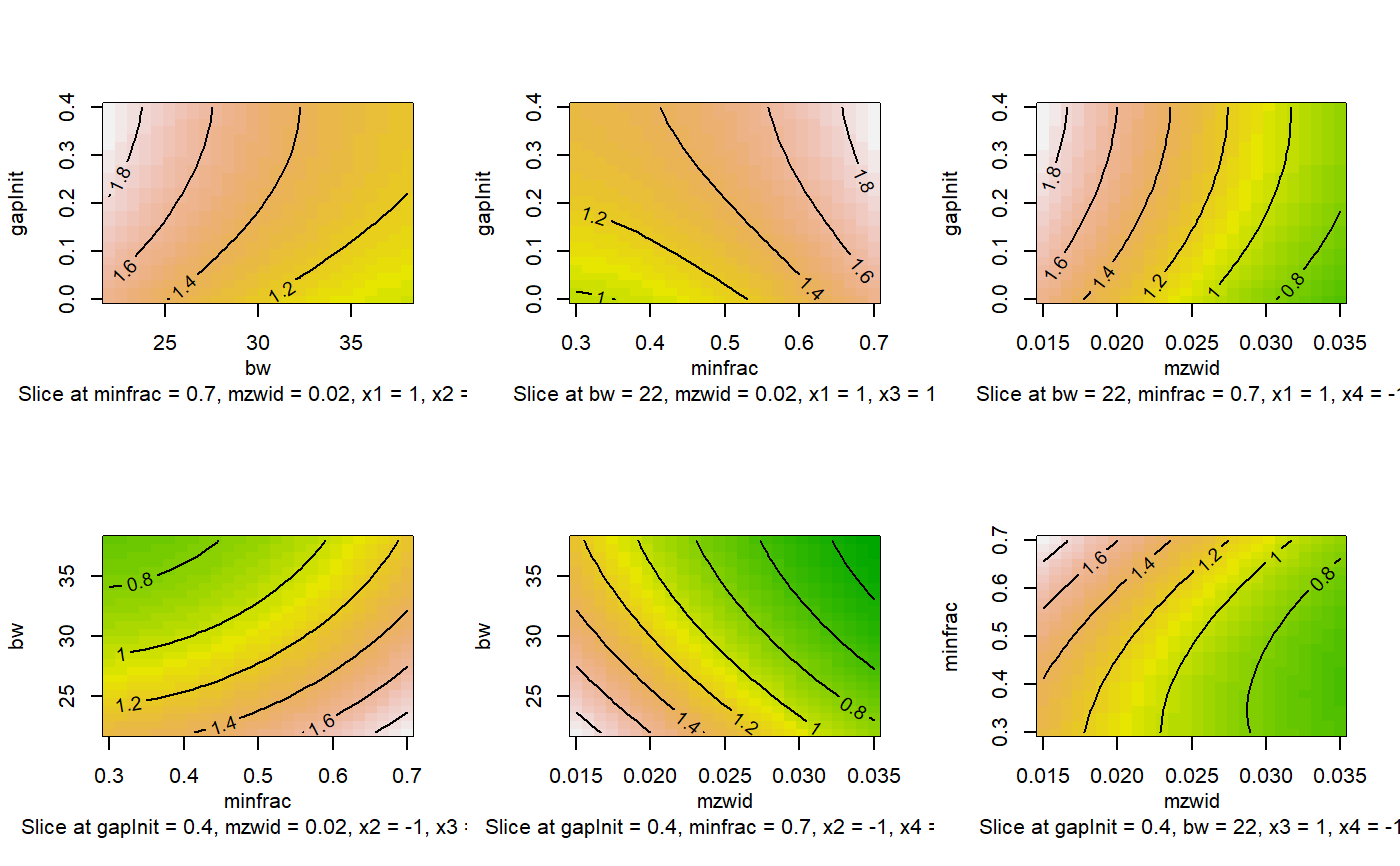 gapInit
0.0 0.1 0.2 0.3 0.4
1.8
1.6
1.4
1.2
25 30 35
bw
Slice at minfrac = 0.7, mzwid = 0.02, x1 = 1, x2 =
gapInit
0.0 0.1 0.2 0.3 0.4
1.2
1
1.8
1.6
1.4
0.3 0.4 0.5 0.6 0.7
minfrac
Slice at bw = 22, mzwid = 0.02, x1 = 1, x3 = 1
gapInit
0.0 0.1 0.2 0.3 0.4
1.8
1.6
1.4
1.2
1
0.8
0.015 0.020 0.025 0.030 0.035
mzwid
Slice at bw = 22, minfrac = 0.7, x1 = 1, x4 = -1
bw
25 30 35
0.8
1
1.2
1.4
1.6
0.3 0.4 0.5 0.6 0.7
minfrac
Slice at gapInit = 0.4, mzwid = 0.02, x2 = -1, x3 =
bw
25 30 35
1.4
1.2
1
0.8
0.015 0.020 0.025 0.030 0.035
mzwid
Slice at gapInit = 0.4, minfrac = 0.7, x2 = -1, x4 =
minfrac
0.3 0.4 0.5 0.6 0.7
1.6
1.4
1.2
1
0.8
0.015 0.020 0.025 0.030 0.035
mzwid
Slice at gapInit = 0.4, bw = 22, x3 = 1, x4 = -1